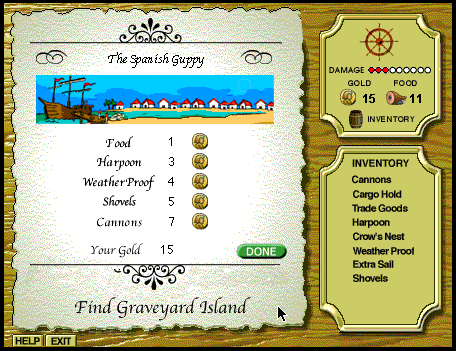 The Spanish Guppy
Food 1
Harpoon 3
WeatherProof 4
Shovels 5
Cannons 7
Your Gold 15
DONE
Find Graveyard Island
HELP EXIT
DAMAGE
GOLD FOOD
15 11
INVENTORY
INVENTORY
Cannons
Cargo Hold
Trade Goods
Harpoon
Crow's Nest
Weather Proof
Extra Sail
Shovels